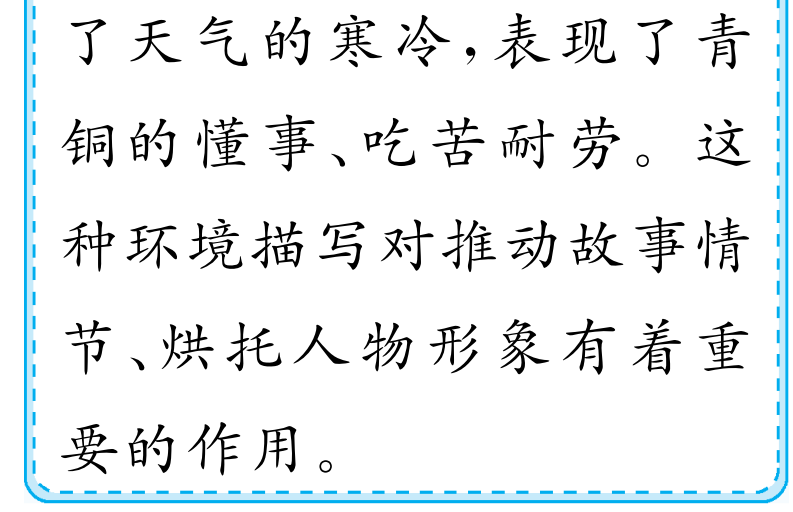 了天气的寒冷，表现了青
铜的懂事、吃苦耐劳。这
种环境描写对推动故事情
节、烘托人物形象有着重
要的作用。